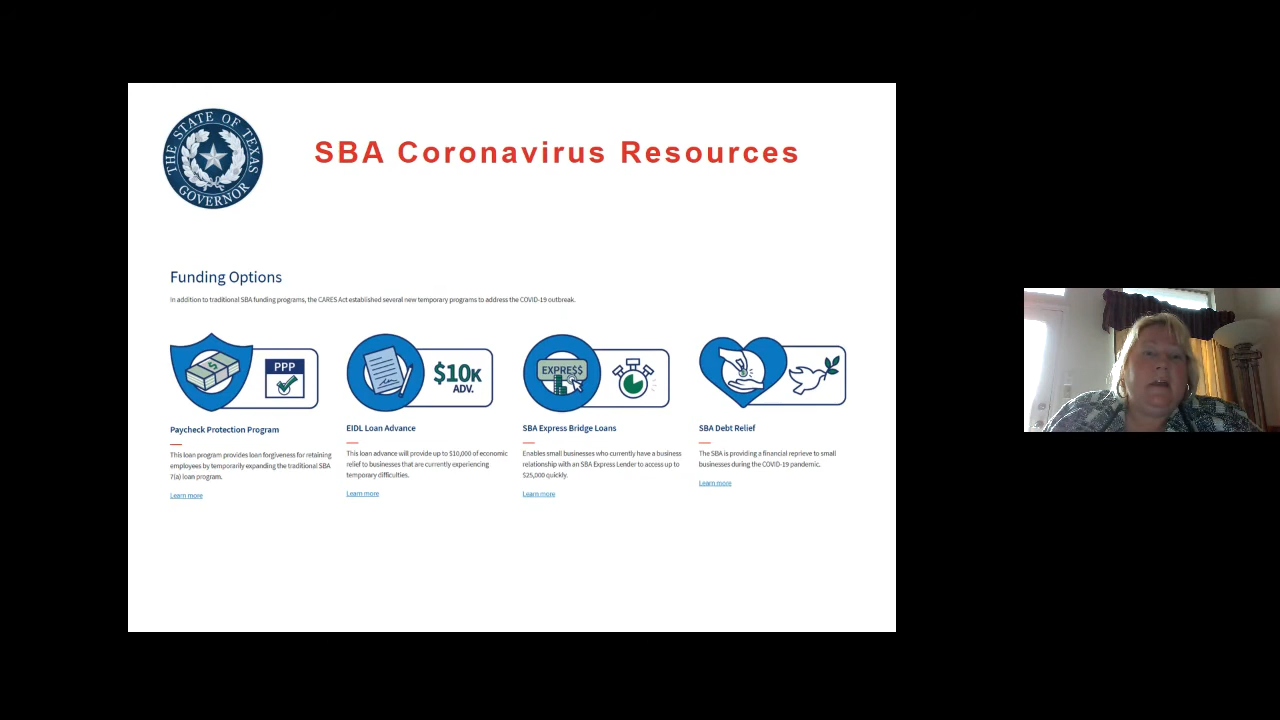 THE STATE OF TEXAS
GOVERNOR
SBA Coronavirus Resources
Funding Options
In addition to traditional SBA funding programs, the CARES Act established several new temporary programs to address the COVID-19 outbreak.
$
PPP
Paycheck Protection Program
This loan program provides loan forgiveness for retaining
employees by temporarily expanding the traditional SBA
7(a) loan program.
Learn more
$10K
ADV.
EIDL Loan Advance
This loan advance will provide up to $10,000 of economic
relief to businesses that are currently experiencing
temporary difficulties.
Learn more
EXPRE$$
SBA Express Bridge Loans
Enables small businesses who currently have a business
relationship with an SBA Express Lender to access up to
$25,000 quickly.
Learn more
SBA Debt Relief
The SBA is providing a financial reprieve to small
businesses during the COVID-19 pandemic.
Learn more